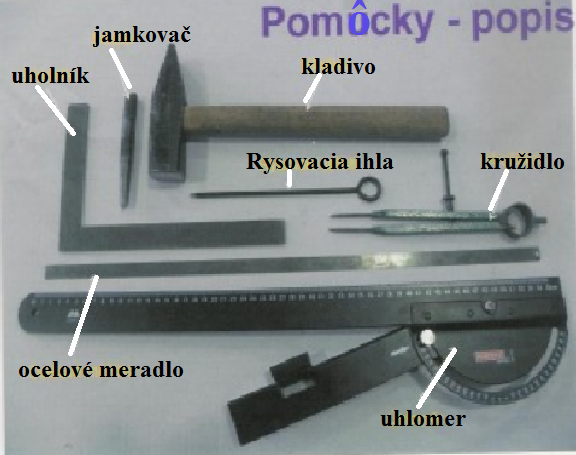 Pomôcky - popis
jamkovač
uholník
kladivo
Rysovacia ihla
kružidlo
ocelové meradlo
uhlomer